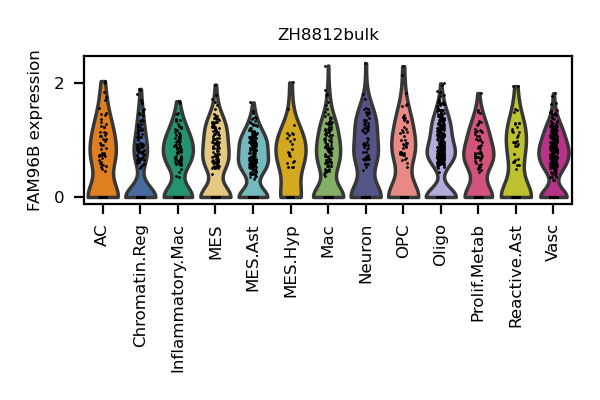 ZH8812bulk
FAM96B expression
2
0
AC
Chromatin.Reg
Inflammatory.Mac
MES
MES.Ast
MES.Hyp
Mac
Neuron
OPC
Oligo
Prolif.Metab
Reactive.Ast
Vasc